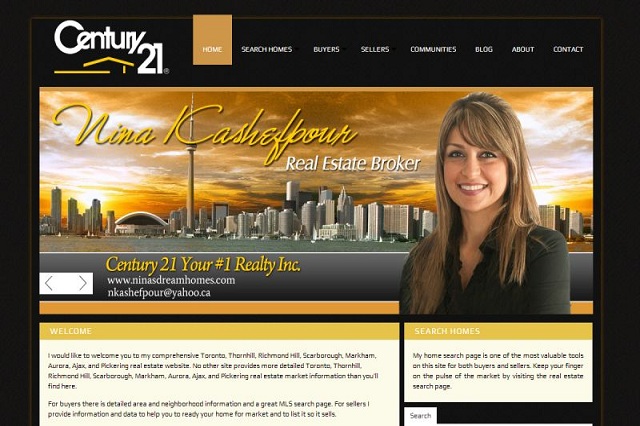 Century 21®
HOME SEARCH HOMES BUYERS SELLERS COMMUNITIES BLOG ABOUT CONTACT
Nina Kashefpour
Real Estate Broker
Century 21 Your #1 Realty Inc.
www.ninasdreamhomes.com
nkashefpour@yahoo.ca
WELCOME
I would like to welcome you to my comprehensive Toronto, Thornhill, Richmond Hill, Scarborough, Markham,
Aurora, Ajax, and Pickering real estate website. No other site provides more detailed Toronto, Thornhill,
Richmond Hill, Scarborough, Markham, Aurora, Ajax, and Pickering real estate market information than you'll
find here.
For buyers there is detailed area and neighborhood information and a great MLS search page. For sellers I
provide information and data to help you to ready your home for market and to list it so it sells.
SEARCH HOMES
My home search page is one of the most valuable tools
on this site for both buyers and sellers. Keep your finger
on the pulse of the market by visiting the real estate
search page.
Search